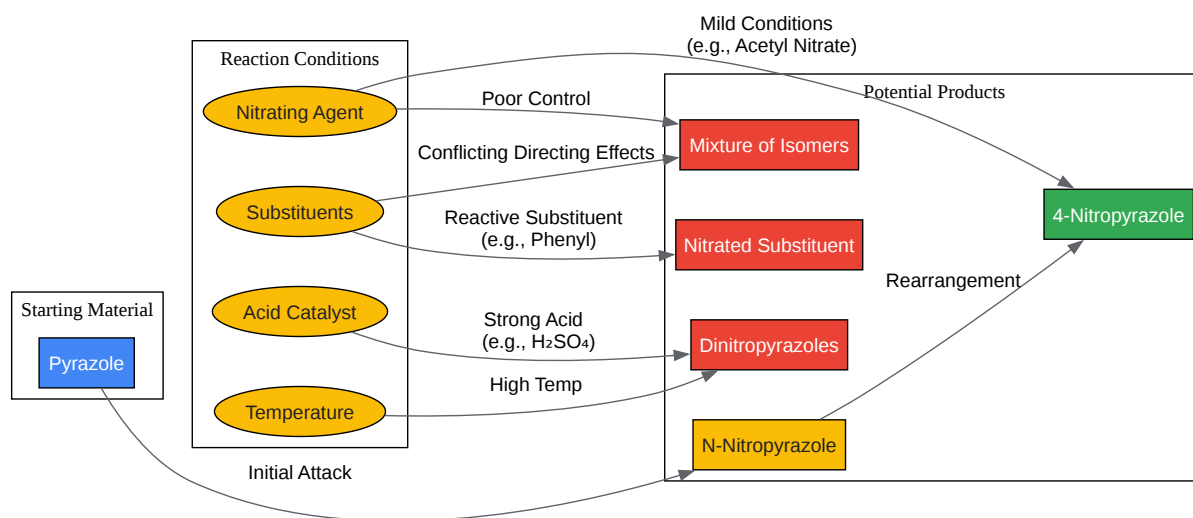 Mild Conditions
(e.g., Acetyl Nitrate)
Reaction Conditions
Nitrating Agent
Poor Control
Potential Products
Mixture of Isomers
Conflicting Directing Effects
Substituents
Reactive Substituent
(e.g., Phenyl)
Nitrated Substituent
4-Nitropyrazole
Rearrangement
Starting Material
Pyrazole
Acid Catalyst
Strong Acid
(e.g., H₂SO₄)
Dinitropyrazoles
High Temp
Temperature
N-Nitropyrazole
Initial Attack